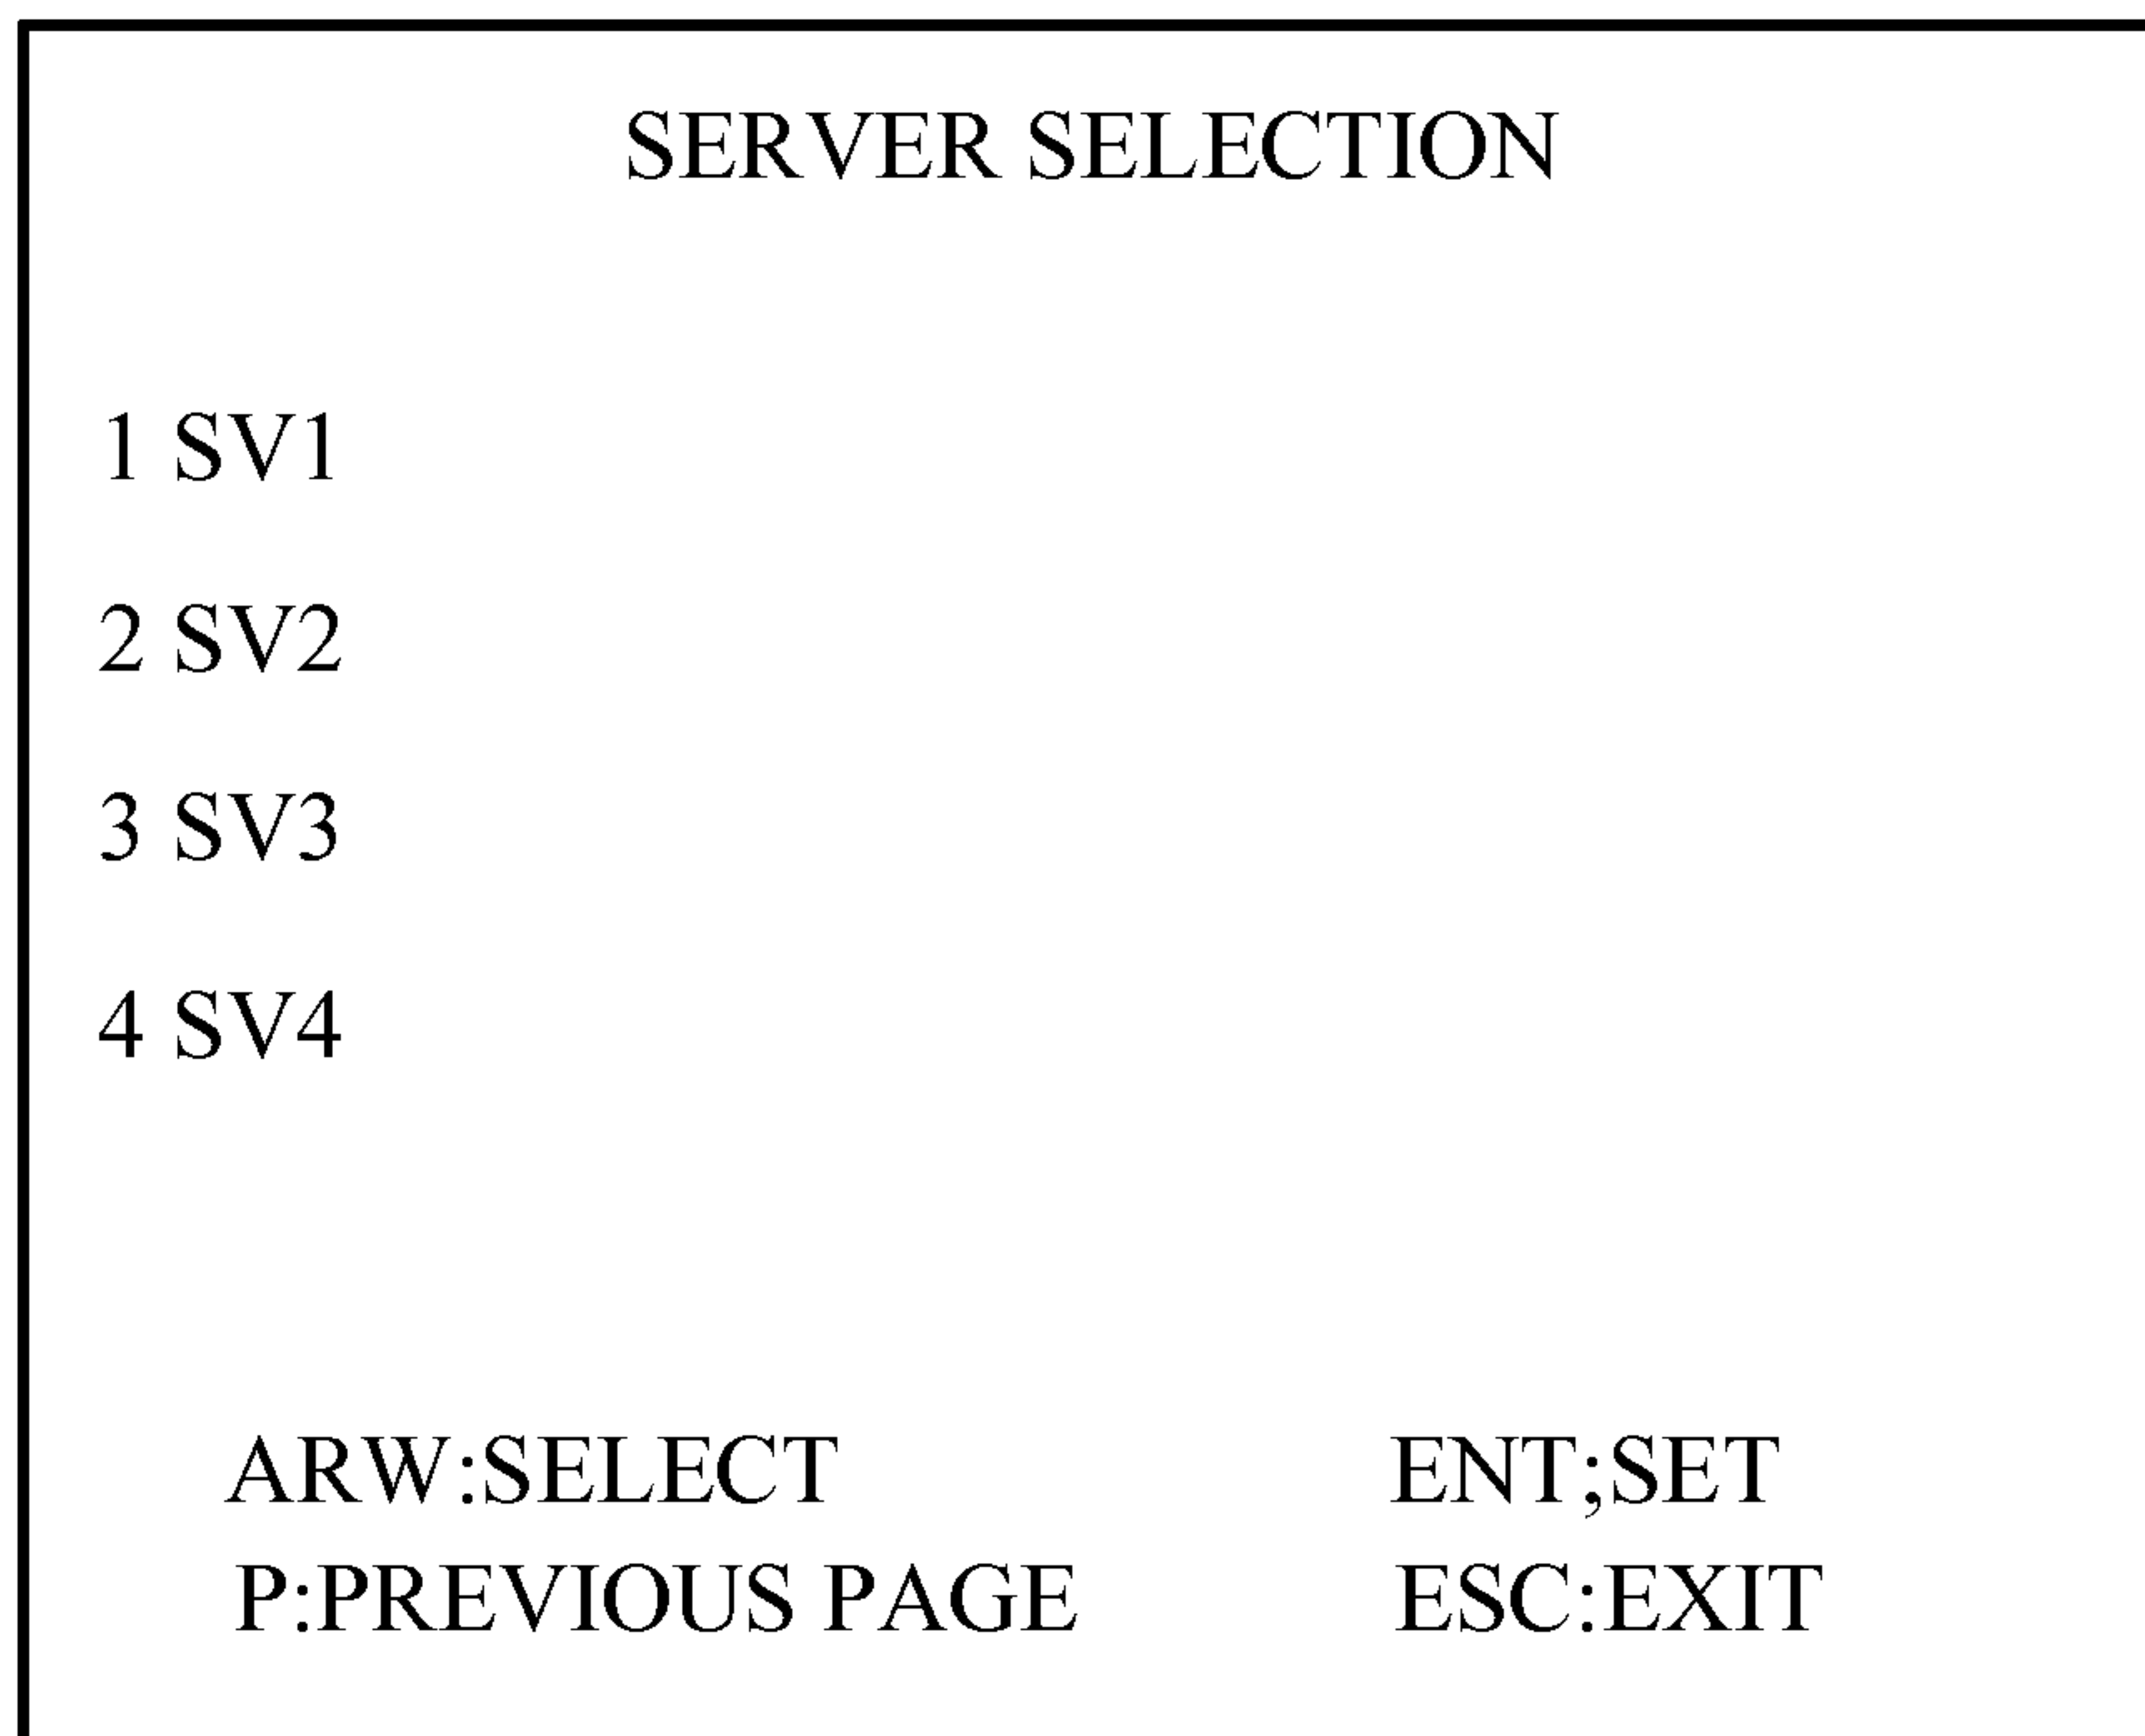 SERVER SELECTION
1 SV1
2 SV2
3 SV3
4 SV4
ARW:SELECT ENT;SET
P:PREVIOUS PAGE ESC:EXIT